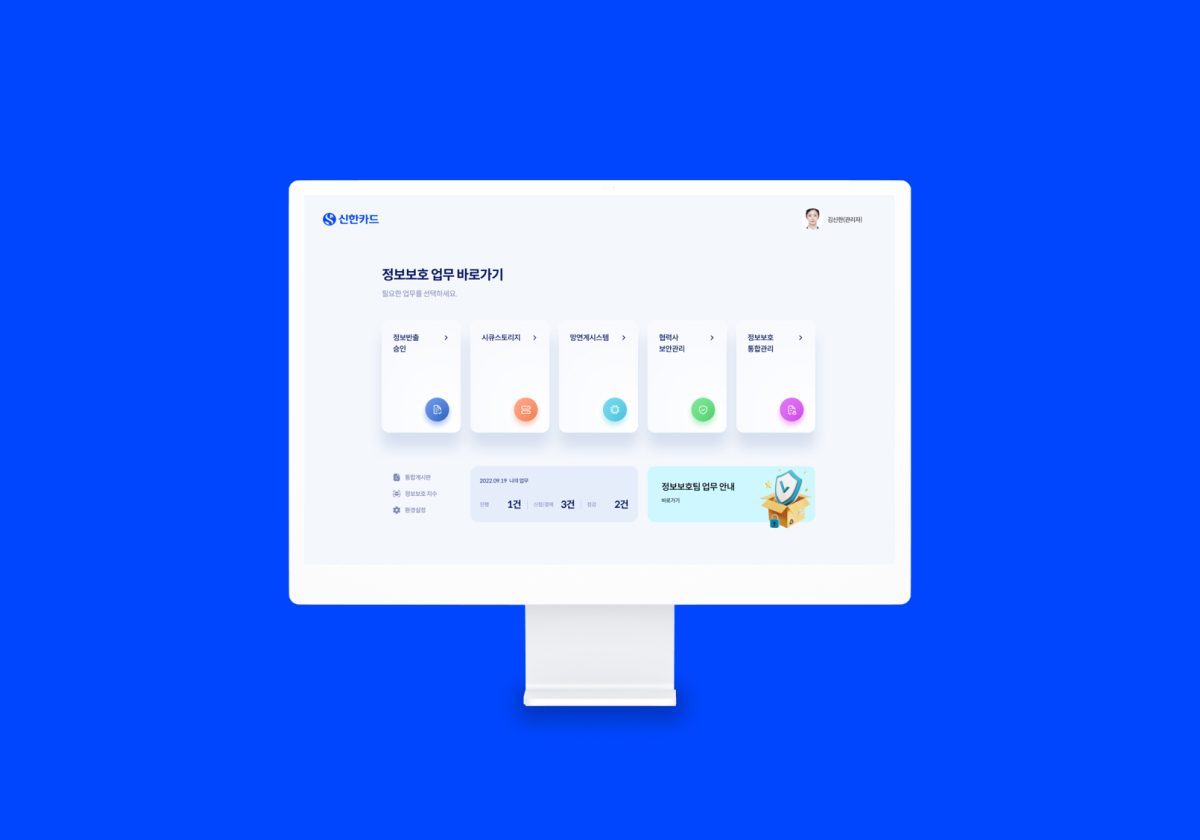 신한카드
김신한(관리자)
정보보호 업무 바로가기
필요한 업무를 선택하세요.
정보반출
승인
시큐스토리지
망연계시스템
협력사
보안관리
정보보호
통합관리
통합게시판
정보보호 지수
환경설정
2022.09.19 나의 업무
진행 1건 신청/결재 3건 점검 2건
정보보호팀 업무 안내
바로가기